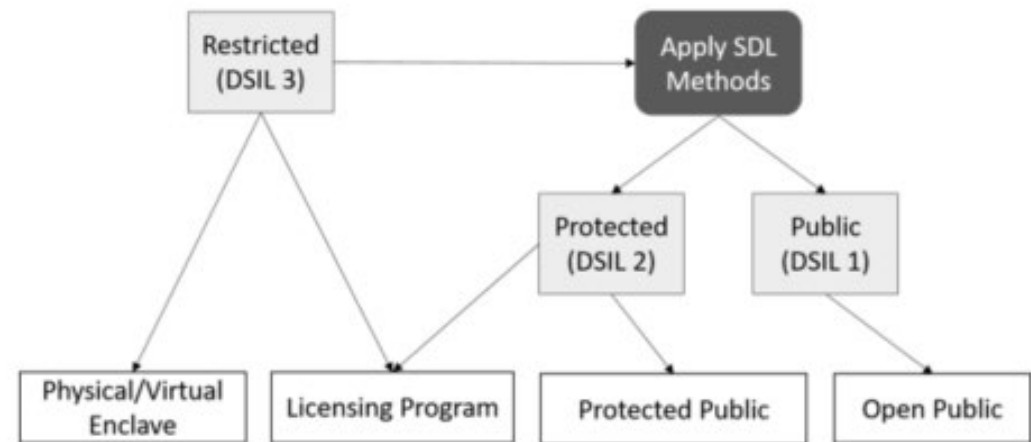 Restricted
(DSIL 3)
Apply SDL
Methods
Protected
(DSIL 2)
Public
(DSIL 1)
Physical/Virtual
Enclave
Licensing Program
Protected Public
Open Public